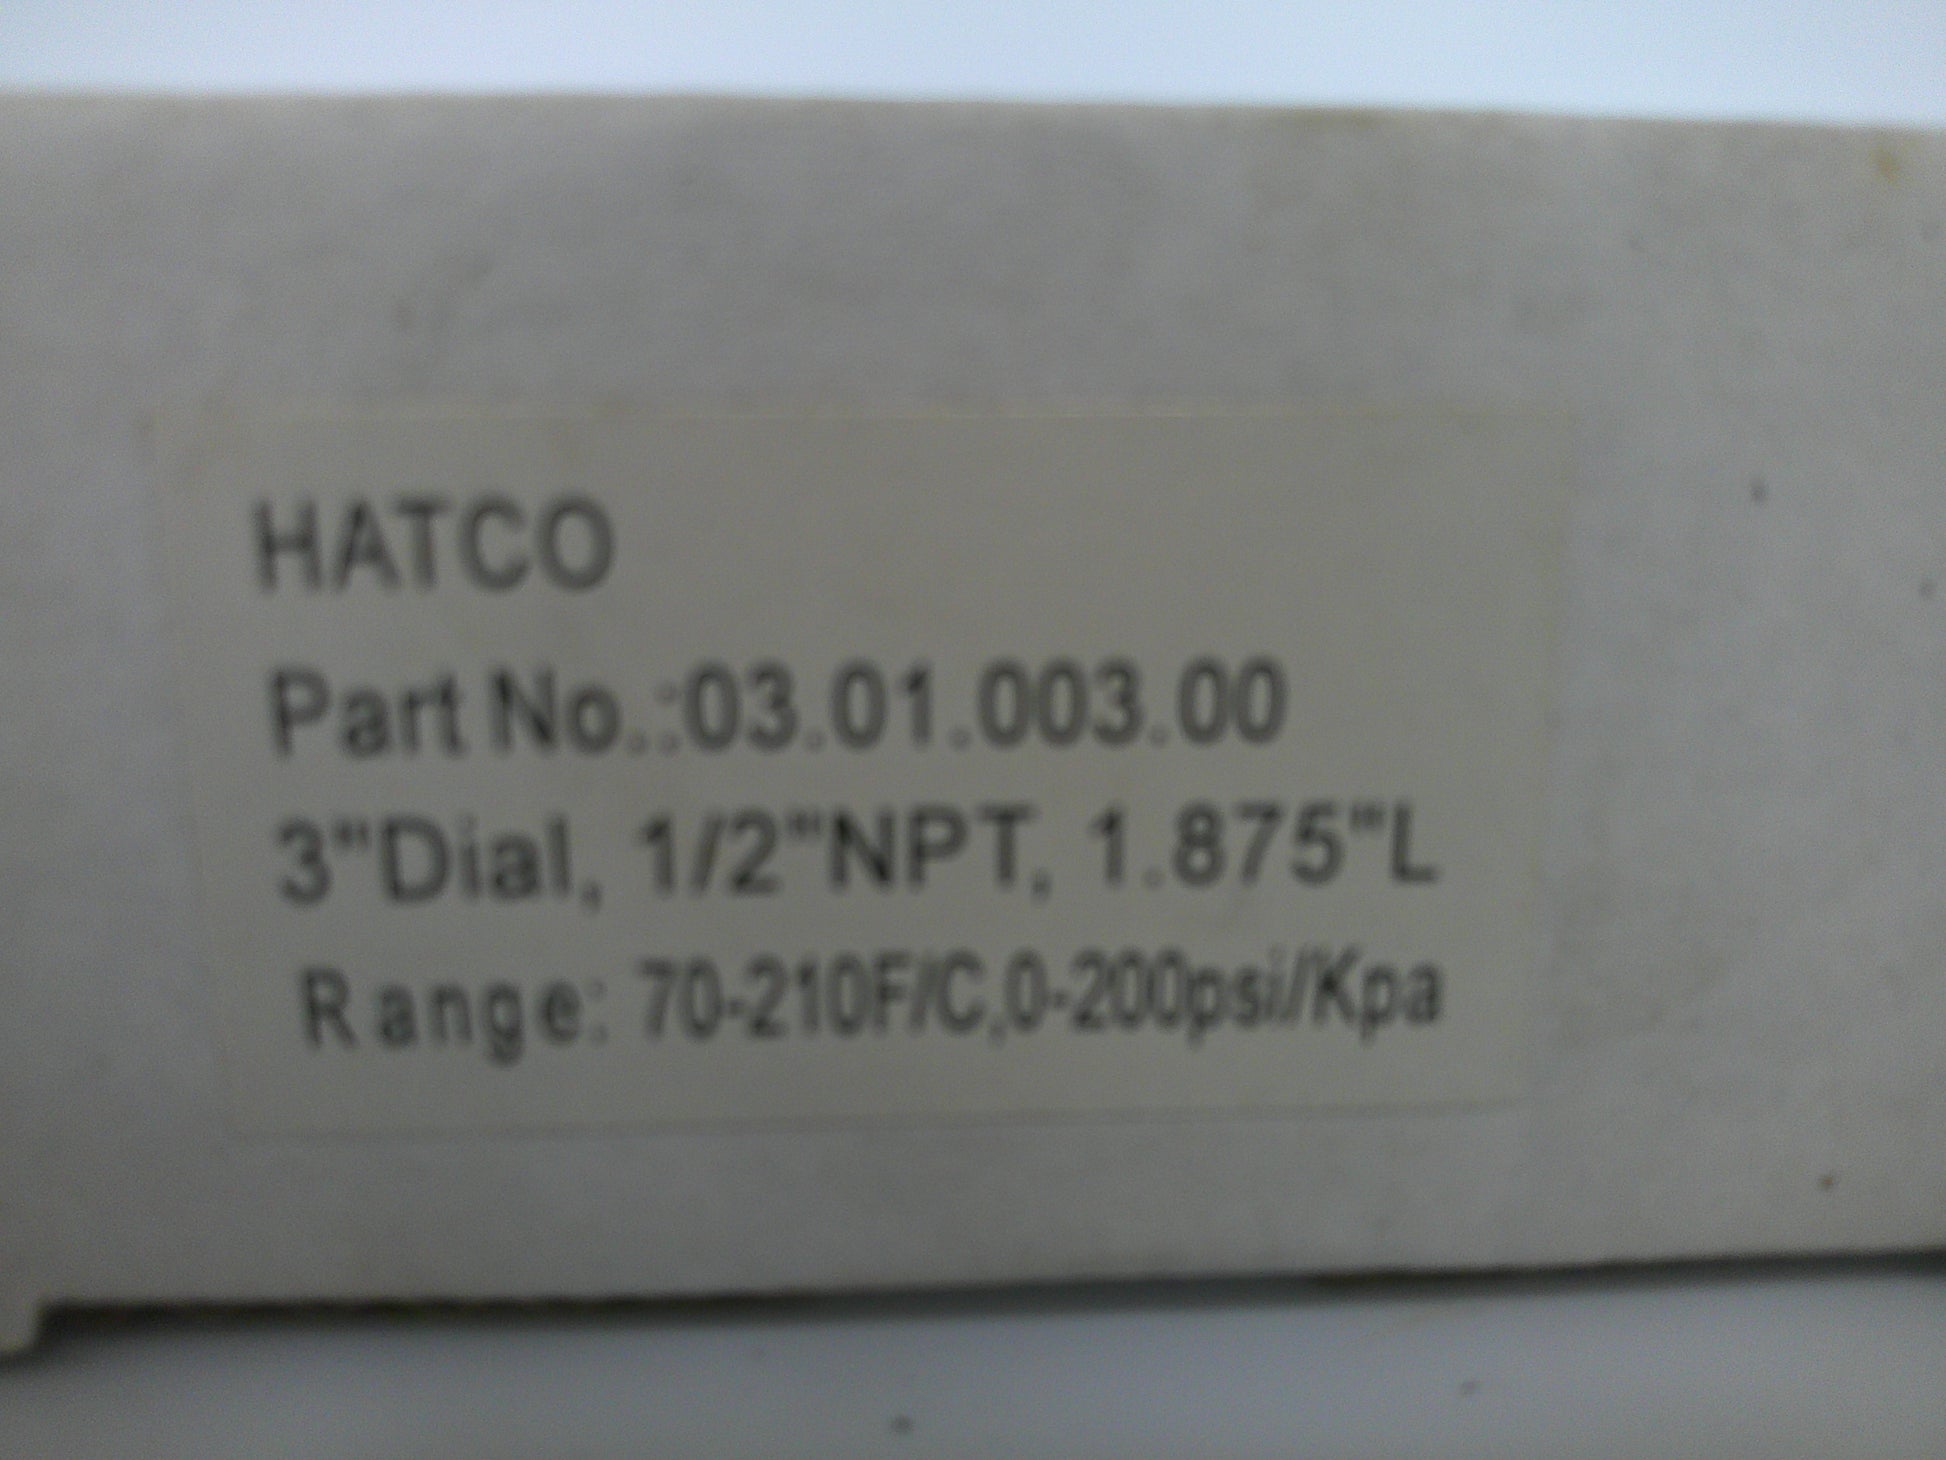 HATCO
Part No.:03.01.003.00
3"Dial, 1/2"NPT, 1.875"L
Range: 70-210F/C,0-200psi/Kpa